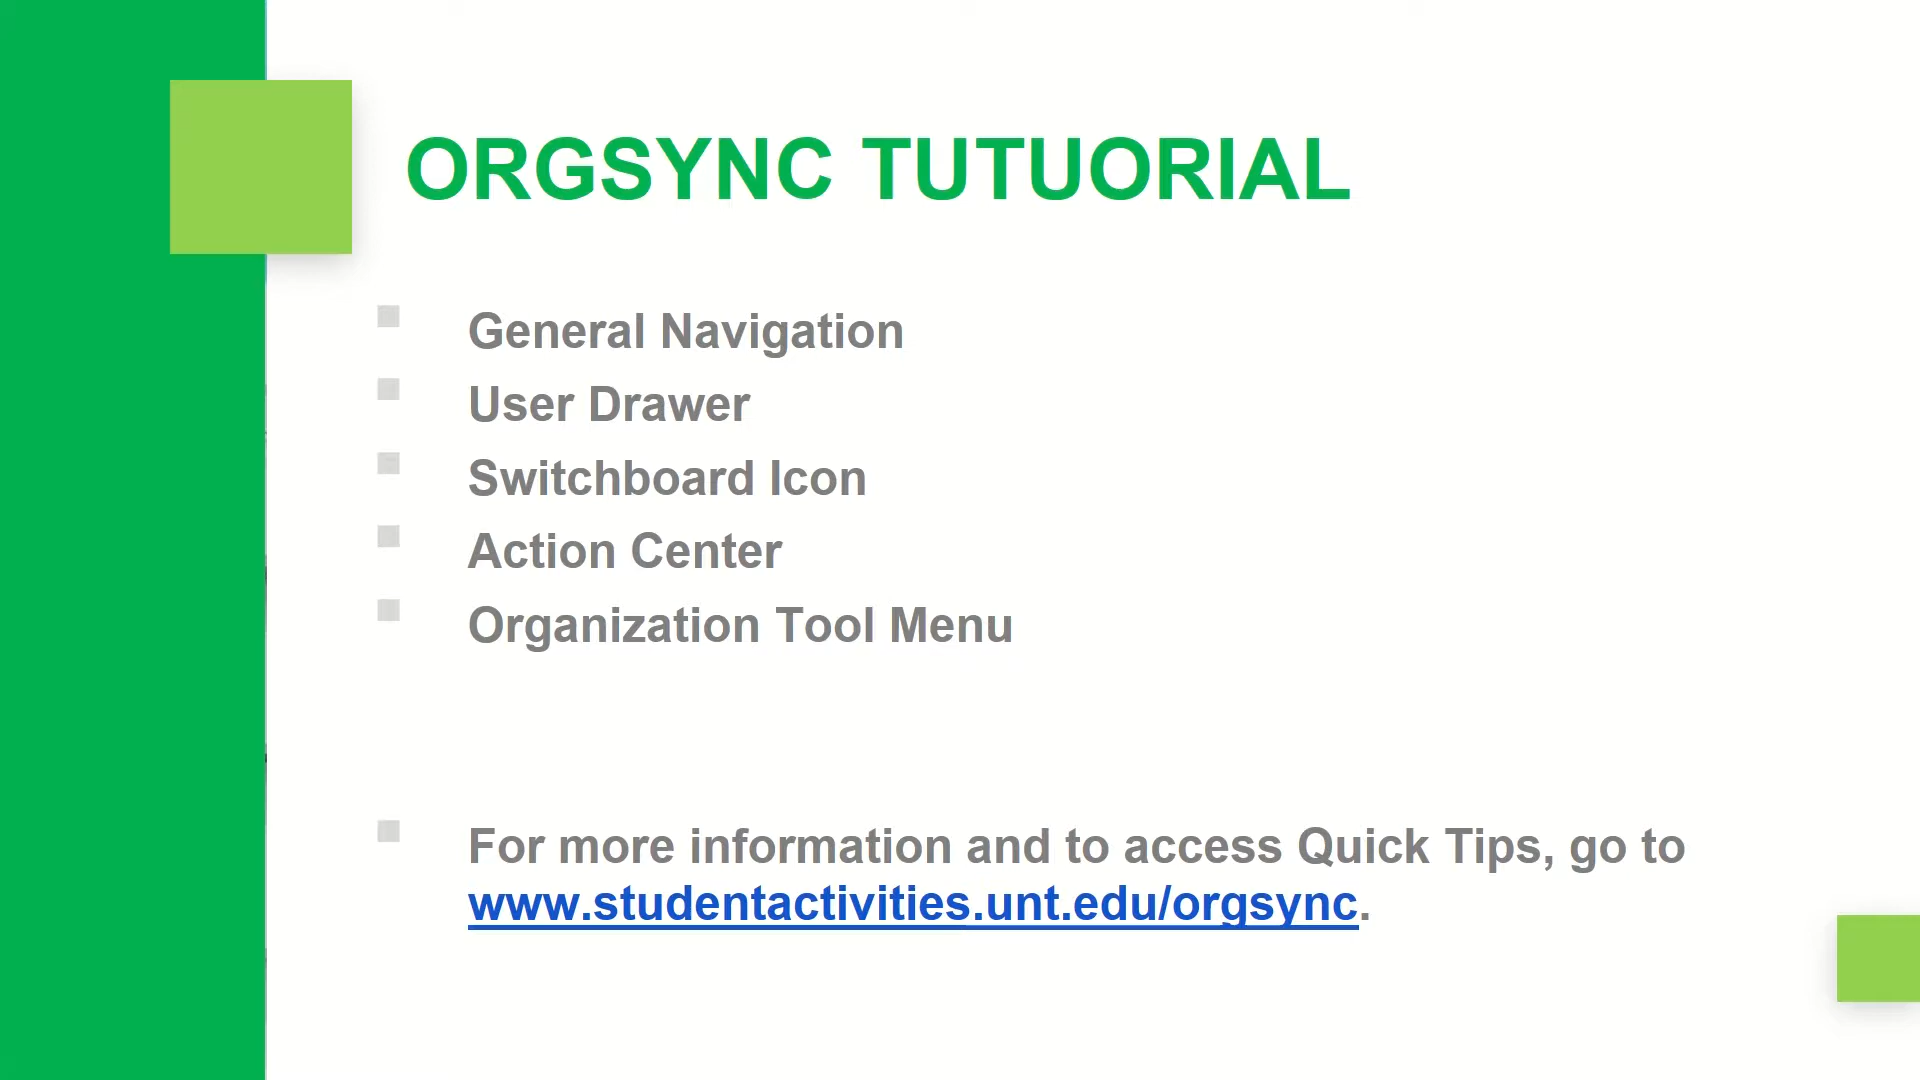 ORGSYNC TUTUORIAL
General Navigation
User Drawer
Switchboard Icon
Action Center
Organization Tool Menu
For more information and to access Quick Tips, go to
www.studentactivities.unt.edu/orgsync.